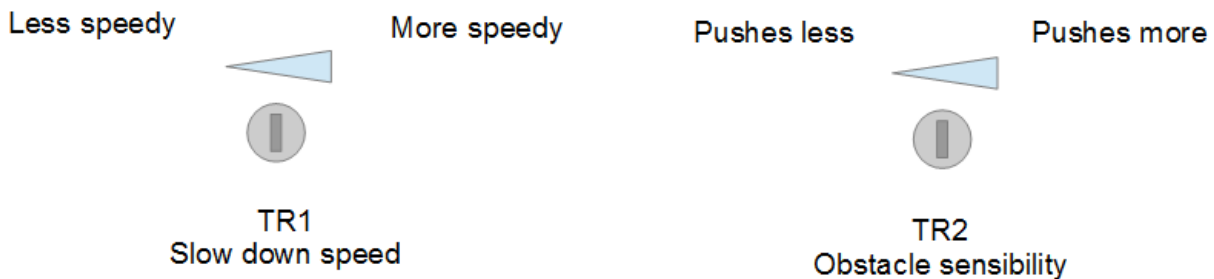 Less speedy
More speedy
TR1
Slow down speed
Pushes less
Pushes more
TR2
Obstacle sensibility